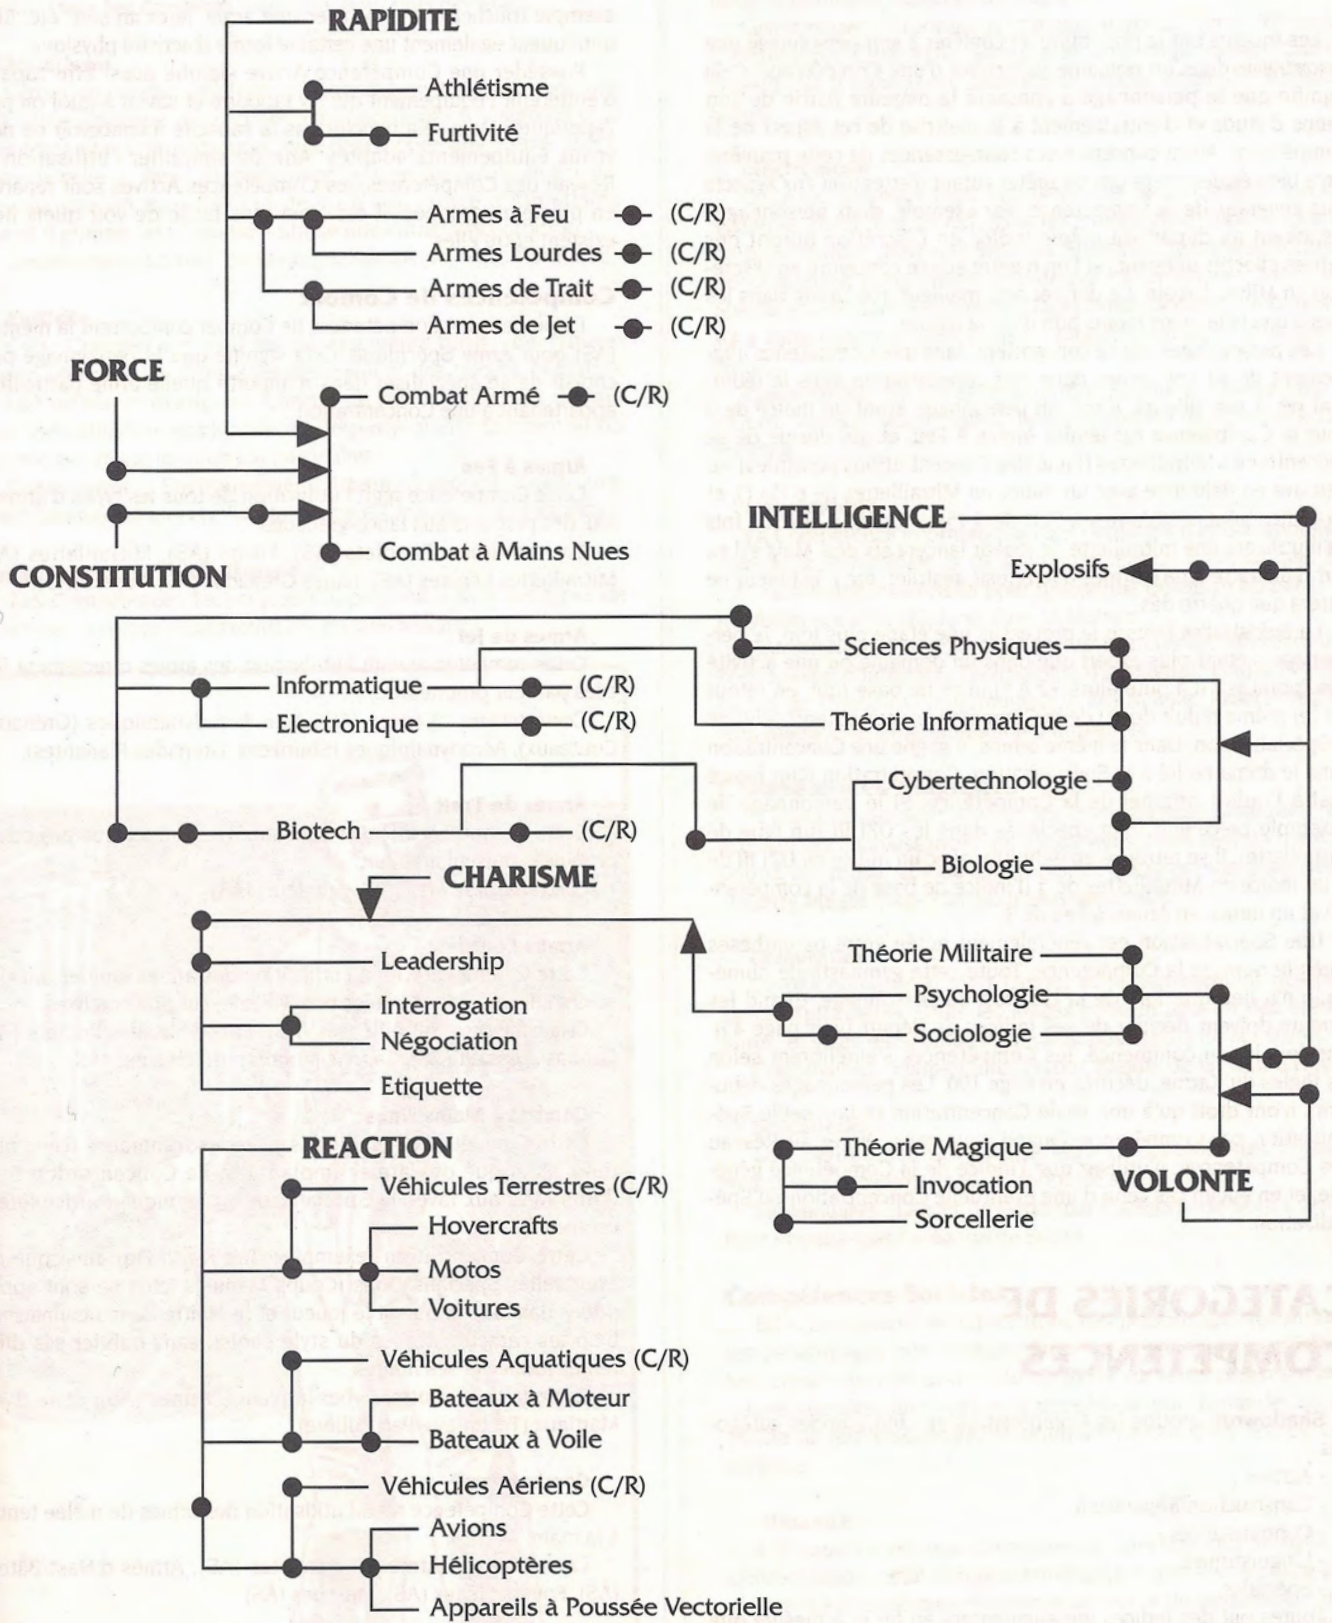 RAPIDITE
Athlétisme
Furtivité
Armes à Feu (C/R)
Armes Lourdes (C/R)
Armes de Trait (C/R)
Armes de Jet (C/R)
FORCE
Combat Armé (C/R)
Combat à Mains Nues
CONSTITUTION
INTELLIGENCE
Explosifs
Sciences Physiques
Informatique (C/R)
Electronique (C/R)
Théorie Informatique
Cybertechnologie
Biotech (C/R)
Biologie
CHARISME
Leadership
Interrogation
Négociation
Etiquette
Théorie Militaire
Psychologie
Sociologie
REACTION
Véhicules Terrestres (C/R)
Hovercrafts
Motos
Voitures
Véhicules Aquatiques (C/R)
Bateaux à Moteur
Bateaux à Voile
Véhicules Aériens (C/R)
Avions
Hélicoptères
Appareils à Poussée Vectorielle
Théorie Magique
Invocation
Sorcellerie
VOLONTE